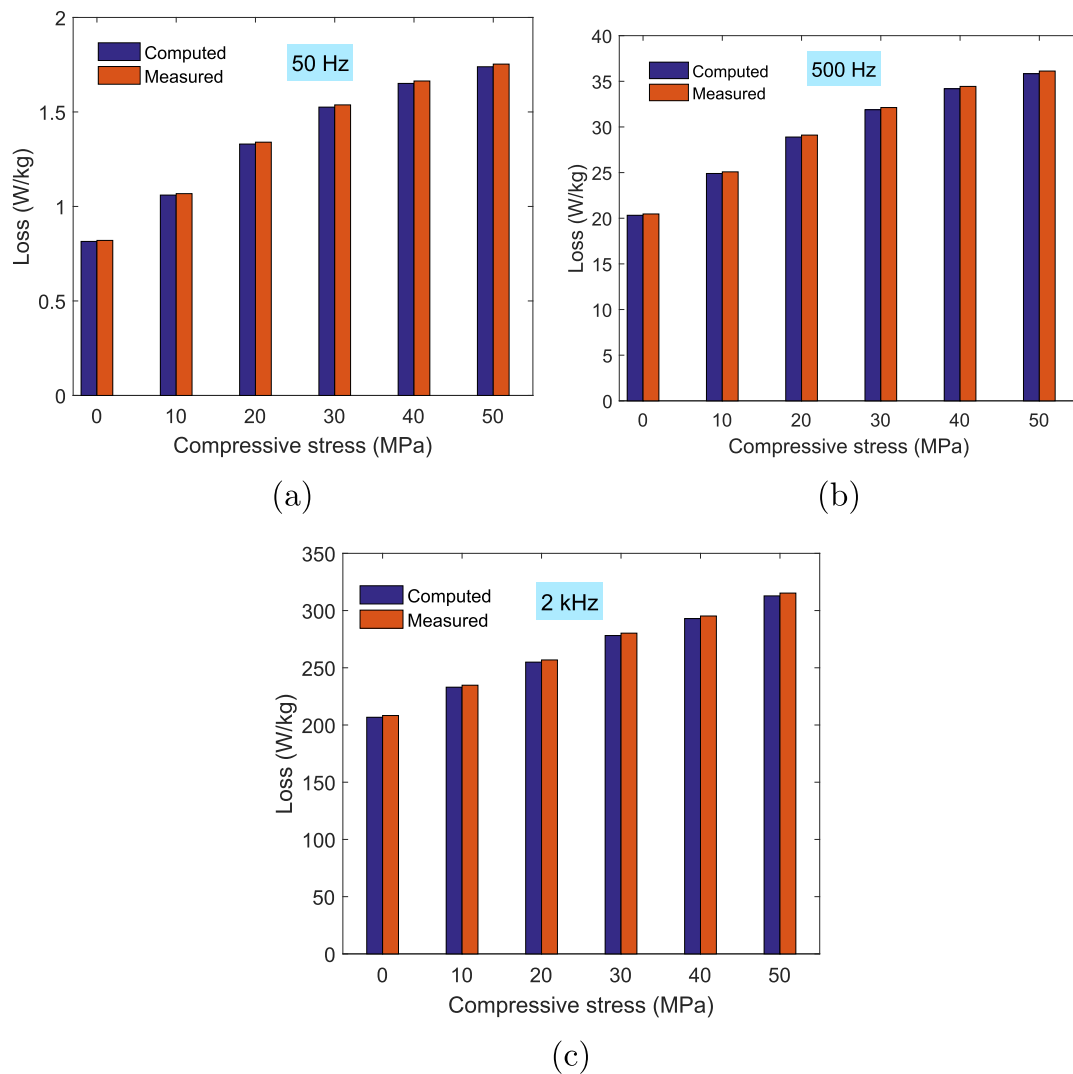 2
1.5
1
0.5
0
Loss (W/kg)
Computed
Measured
50 Hz
0 10 20 30 40 50
Compressive stress (MPa)
(a)
40
35
30
25
20
15
10
5
0
Loss (W/kg)
Computed
Measured
500 Hz
0 10 20 30 40 50
Compressive stress (MPa)
(b)
350
300
250
200
150
100
50
0
Loss (W/kg)
Computed
Measured
2 kHz
0 10 20 30 40 50
Compressive stress (MPa)
(c)